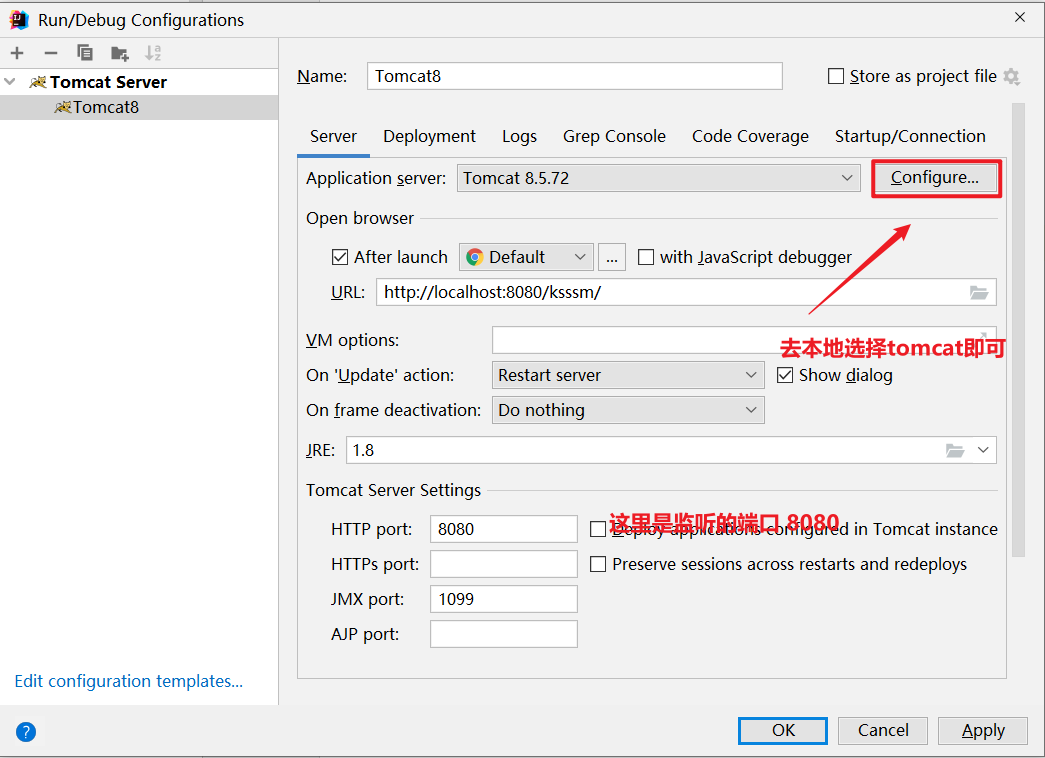 Run/Debug Configurations
Tomcat Server
Tomcat8
Name: Tomcat8 Store as project file
Server Deployment Logs Grep Console Code Coverage Startup/Connection
Application server: Tomcat 8.5.72 Configure...
Open browser
After launch Default ... with JavaScript debugger
URL: http://localhost:8080/ksssm/
VM options:
去本地选择tomcat即可
On 'Update' action: Restart server Show dialog
On frame deactivation: Do nothing
JRE: 1.8
Tomcat Server Settings
这里是监听的端口 8080
HTTP port: 8080 Deploy applications configured in Tomcat instance
HTTPs port: Preserve sessions across restarts and redeploys
JMX port: 1099
AJP port:
Edit configuration templates...
? OK Cancel Apply